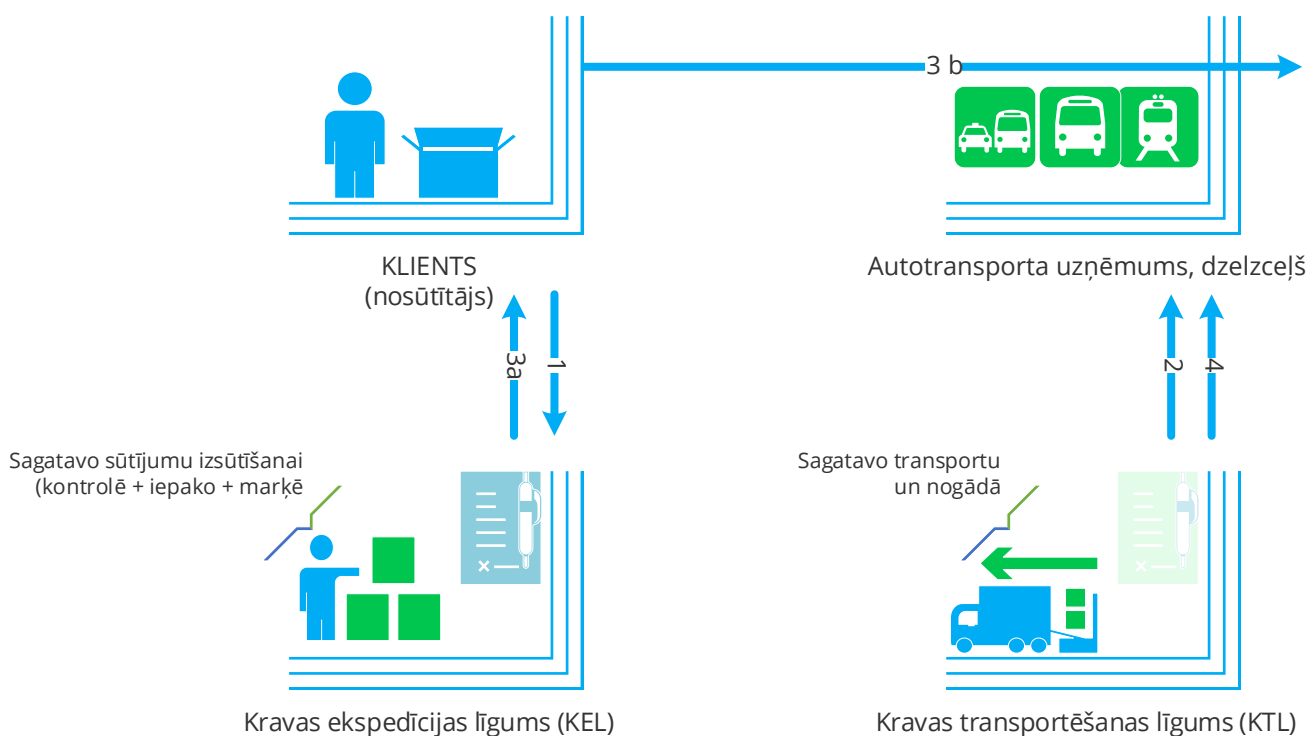 3 b
KLIENTS
(nosūtītājs)
Autotransporta uzņēmums, dzelzceļš
3a
1
2
4
Sagatavo sūtījumu izsūtīšanai
(kontrolē + iepako + marķē
Sagatavo transportu
un nogādā
Kravas ekspedīcijas līgums (KEL)
Kravas transportēšanas līgums (KTL)